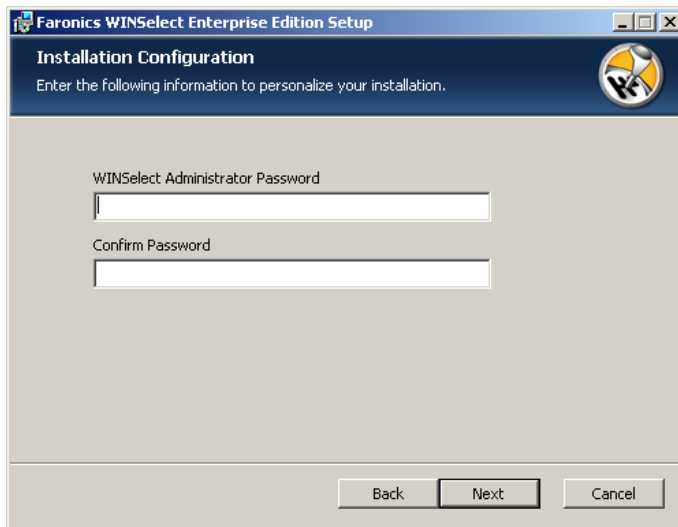 Faronics WINSelect Enterprise Edition Setup
Installation Configuration
Enter the following information to personalize your installation.
WINSelect Administrator Password
Confirm Password
Back Next Cancel